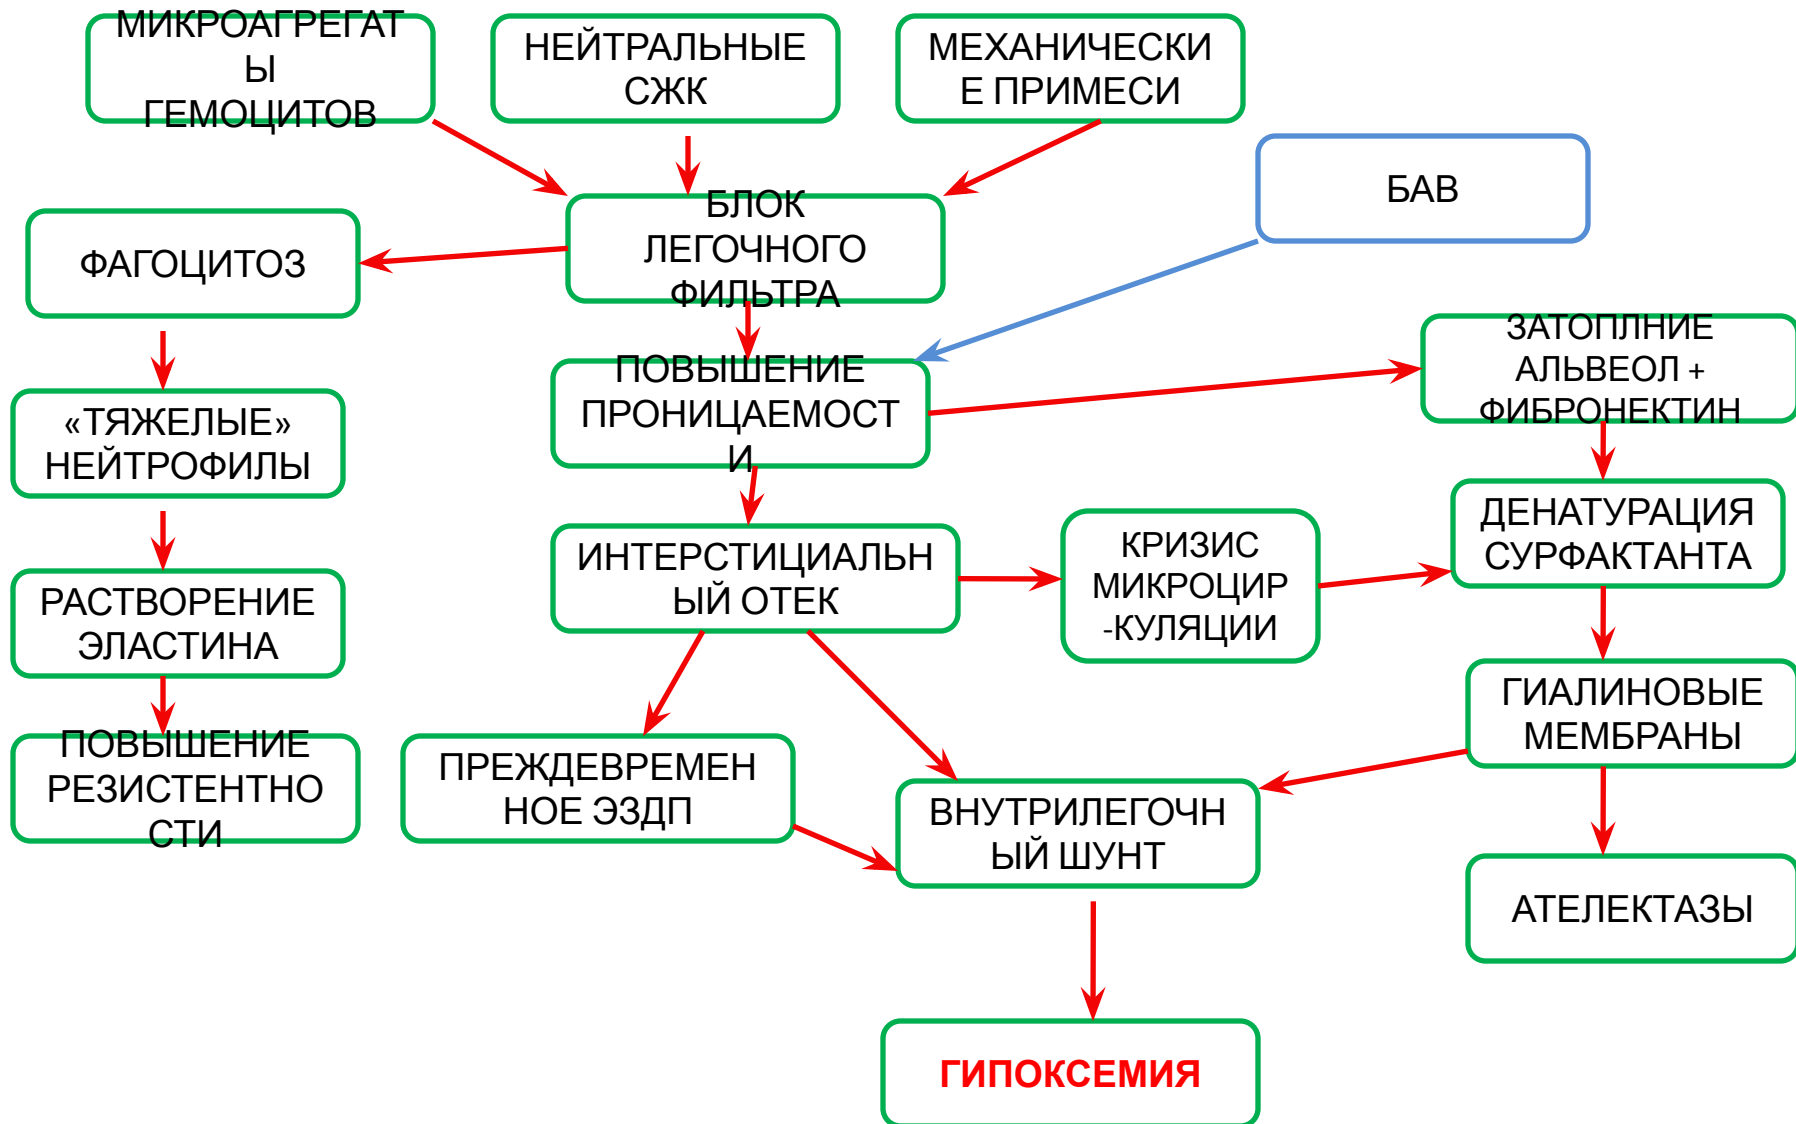 МИКРОАГРЕГАТ
Ы
ГЕМОЦИТОВ
НЕЙТРАЛЬНЫЕ
СЖК
МЕХАНИЧЕСКИ
Е ПРИМЕСИ
БАВ
БЛОК
ЛЕГОЧНОГО
ФИЛЬТРА
ФАГОЦИТОЗ
ЗАТОПЛНИЕ
АЛЬВЕОЛ +
ФИБРОНЕКТИН
ПОВЫШЕНИЕ
ПРОНИЦАЕМОСТ
И
«ТЯЖЕЛЫЕ»
НЕЙТРОФИЛЫ
ДЕНАТУРАЦИЯ
СУРФАКТАНТА
ИНТЕРСТИЦИАЛЬН
ЫЙ ОТЕК
КРИЗИС
МИКРОЦИР
-КУЛЯЦИИ
РАСТВОРЕНИЕ
ЭЛАСТИНА
ГИАЛИНОВЫЕ
МЕМБРАНЫ
ПОВЫШЕНИЕ
РЕЗИСТЕНТНО
СТИ
ПРЕЖДЕВРЕМЕН
НОЕ ЭЗДП
ВНУТРИЛЕГОЧН
ЫЙ ШУНТ
АТЕЛЕКТАЗЫ
ГИПОКСЕМИЯ